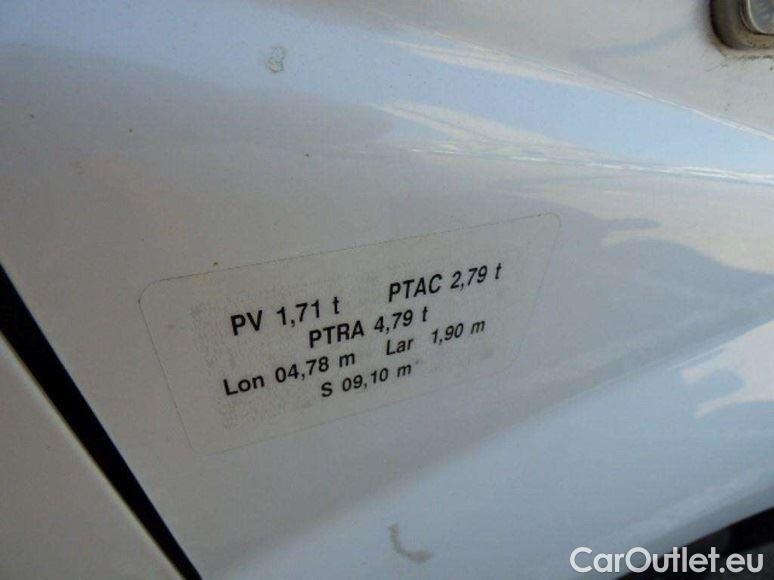 PV 1,71 t PTAC 2,79 t
PTRA 4,79 t
Lon 04,78 m Lar 1,90 m
S 09,10 m
CarOutlet.eu